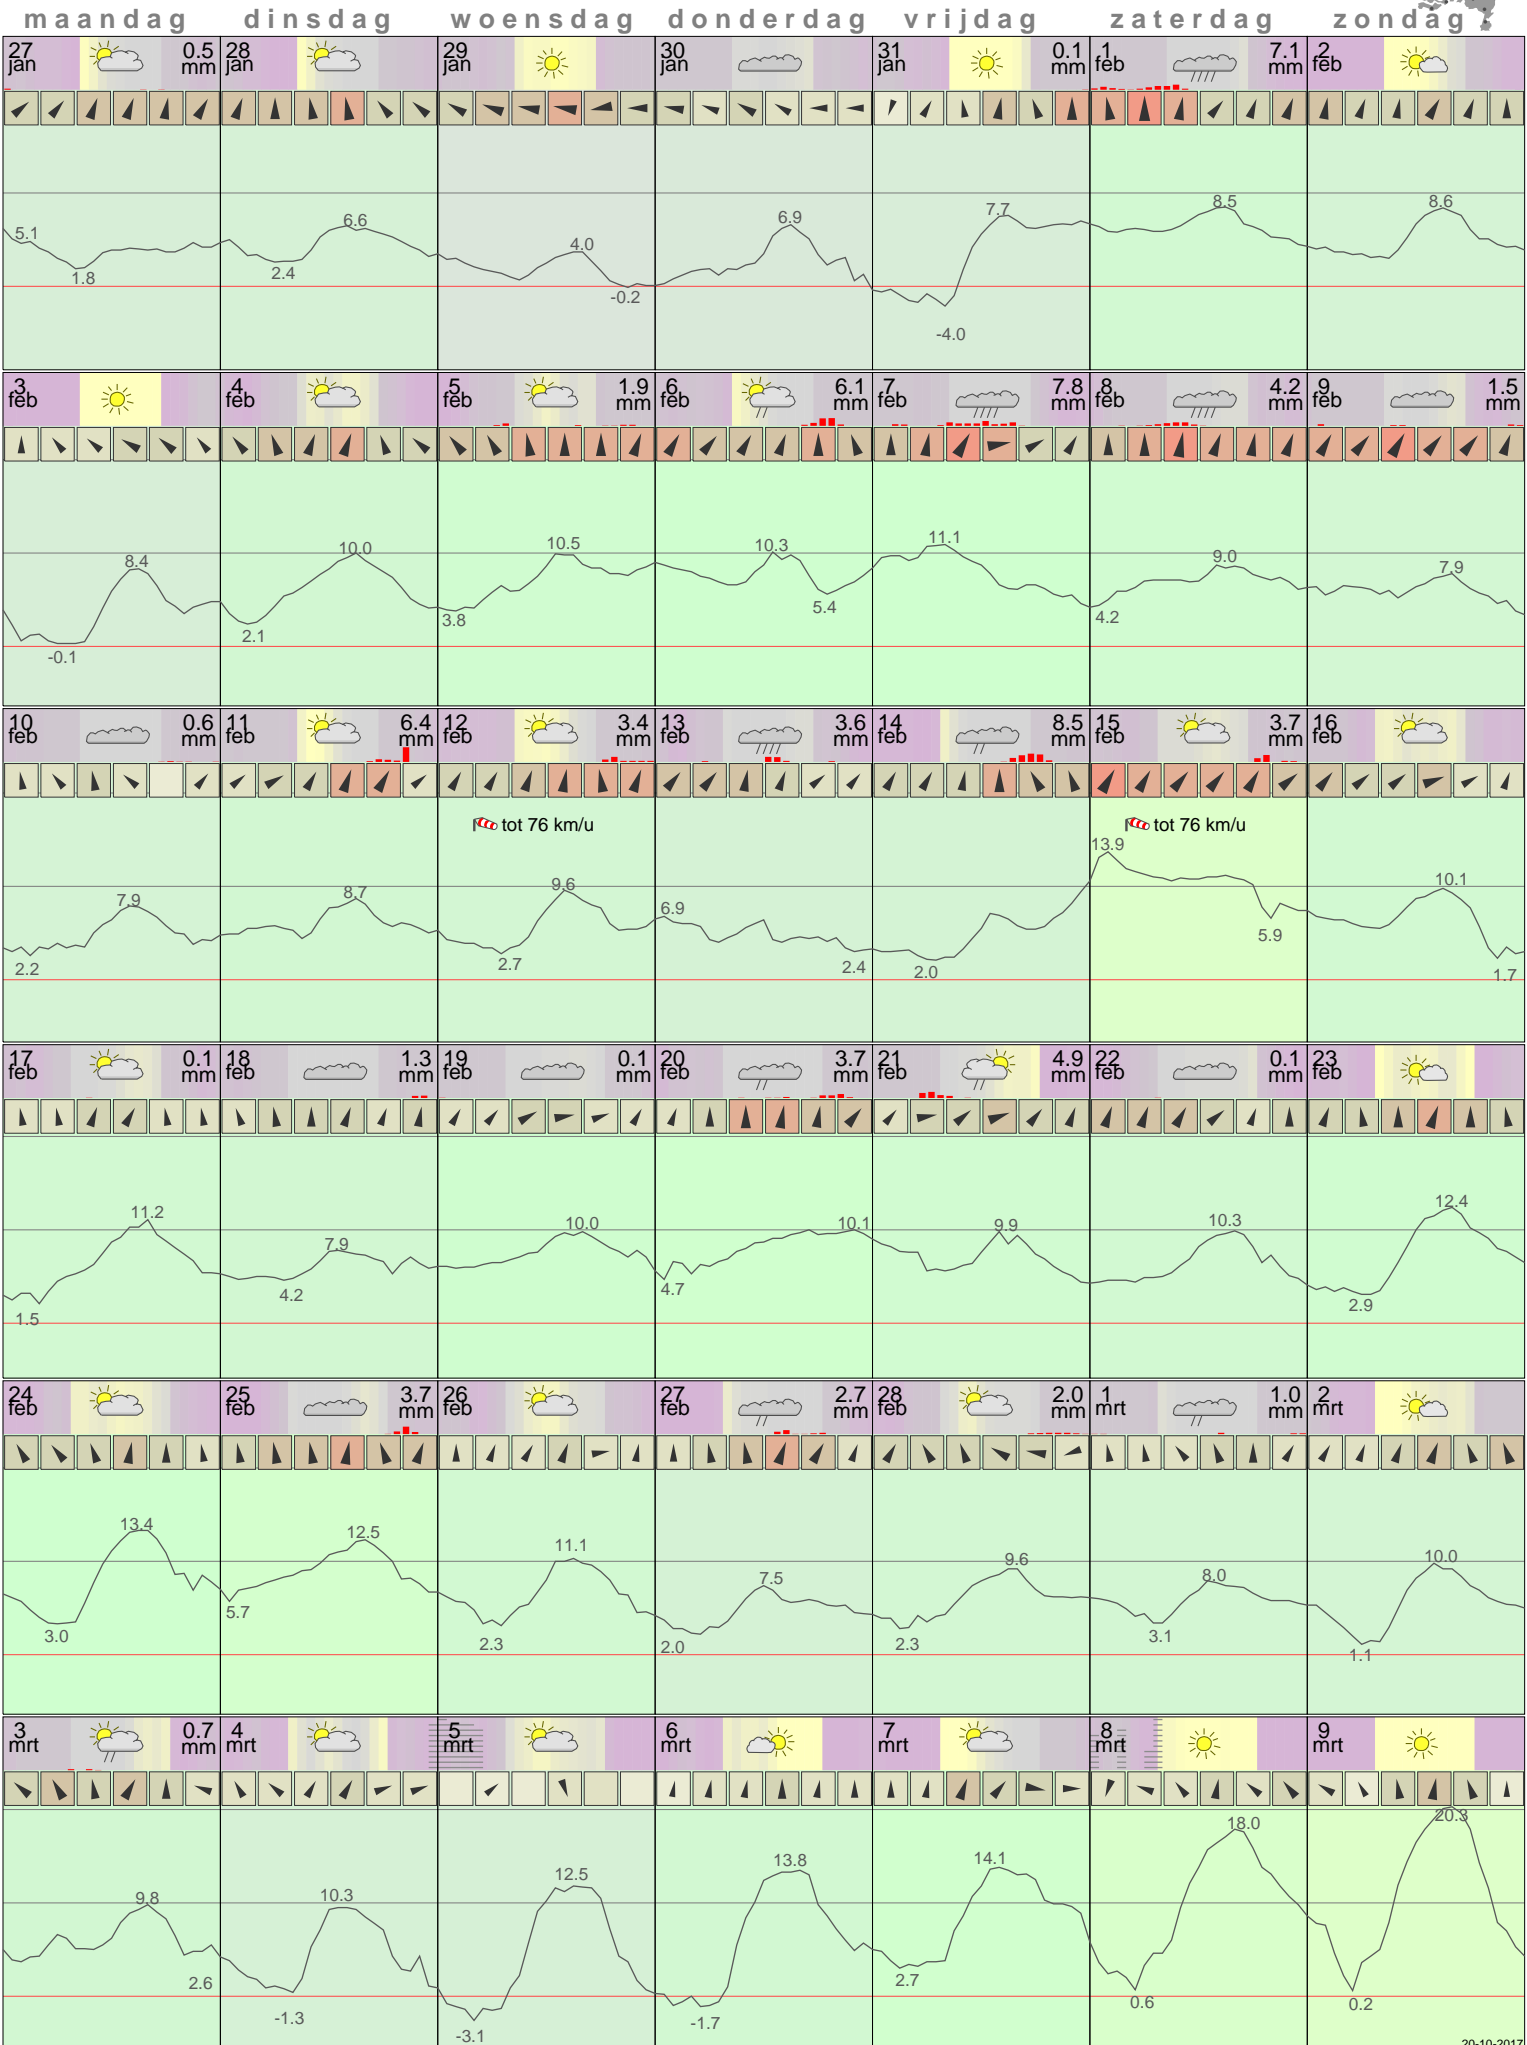 maandag dinsdag woensdag donderdag vrijdag zaterdag zondag
27 0.5 28 29 30 31 0.1 1 7.1 2
jan mm jan jan jan jan mm feb mm feb
5.1 1.8 2.4 6.6 4.0 -0.2 6.9 -4.0 7.7 8.5 8.6
3 4 5 1.9 6 6.1 7 7.8 8 4.2 9 1.5
feb feb feb mm feb mm feb mm feb mm feb mm
-0.1 8.4 2.1 10.0 3.8 10.5 10.3 5.4 11.1 4.2 9.0 7.9
10 0.6 11 6.4 12 3.4 13 3.6 14 8.5 15 3.7 16
feb mm feb mm feb mm feb mm feb mm feb mm feb
tot 76 km/u tot 76 km/u
2.2 7.9 8.7 2.7 9.6 6.9 2.4 2.0 13.9 5.9 10.1 1.7
17 0.1 18 1.3 19 0.1 20 3.7 21 4.9 22 0.1 23
feb mm feb mm feb mm feb mm feb mm feb mm feb
1.5 11.2 4.2 7.9 10.0 4.7 10.1 9.9 10.3 2.9 12.4
24 25 3.7 26 27 2.7 28 2.0 1 1.0 2
feb feb mm feb feb mm feb mm mrt mm mrt
3.0 13.4 5.7 12.5 2.3 11.1 2.0 7.5 2.3 9.6 3.1 8.0 1.1 10.0
3 0.7 4 5 6 7 8 9
mrt mm mrt mrt mrt mrt mrt mrt
9.8 2.6 -1.3 10.3 -3.1 12.5 -1.7 13.8 2.7 14.1 0.6 18.0 0.2 20.3
20-10-2017